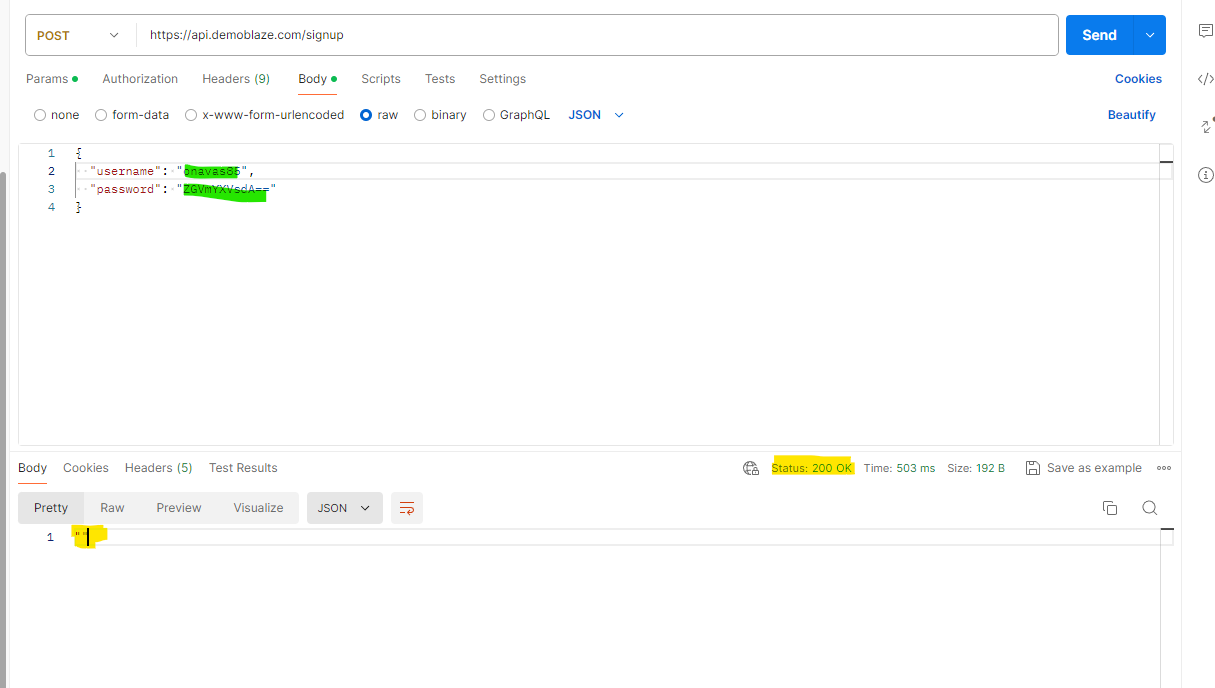 POST https://api.demoblaze.com/signup Send
Params Authorization Headers (9) Body Scripts Tests Settings Cookies
none form-data x-www-form-urlencoded raw binary GraphQL JSON Beautify
1 {
2 "username": "onavas85",
3 "password": "ZGVmYXVsdA=="
4 }
Body Cookies Headers (5) Test Results Status: 200 OK Time: 503 ms Size: 192 B Save as example
Pretty Raw Preview Visualize JSON
1 ""